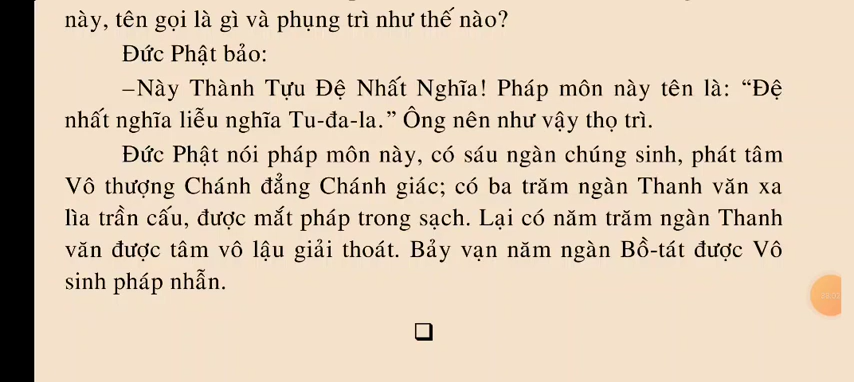 này, tên gọi là gì và phụng trì như thế nào?
Đức Phật bảo:
–Này Thành Tựu Đệ Nhất Nghĩa! Pháp môn này tên là: “Đệ
nhất nghĩa liễu nghĩa Tu-đa-la.” Ông nên như vậy thọ trì.
Đức Phật nói pháp môn này, có sáu ngàn chúng sinh, phát tâm
Vô thượng Chánh đẳng Chánh giác; có ba trăm ngàn Thanh văn xa
lìa trần cấu, được mắt pháp trong sạch. Lại có năm trăm ngàn Thanh
văn được tâm vô lậu giải thoát. Bảy vạn năm ngàn Bồ-tát được Vô
sinh pháp nhẫn.